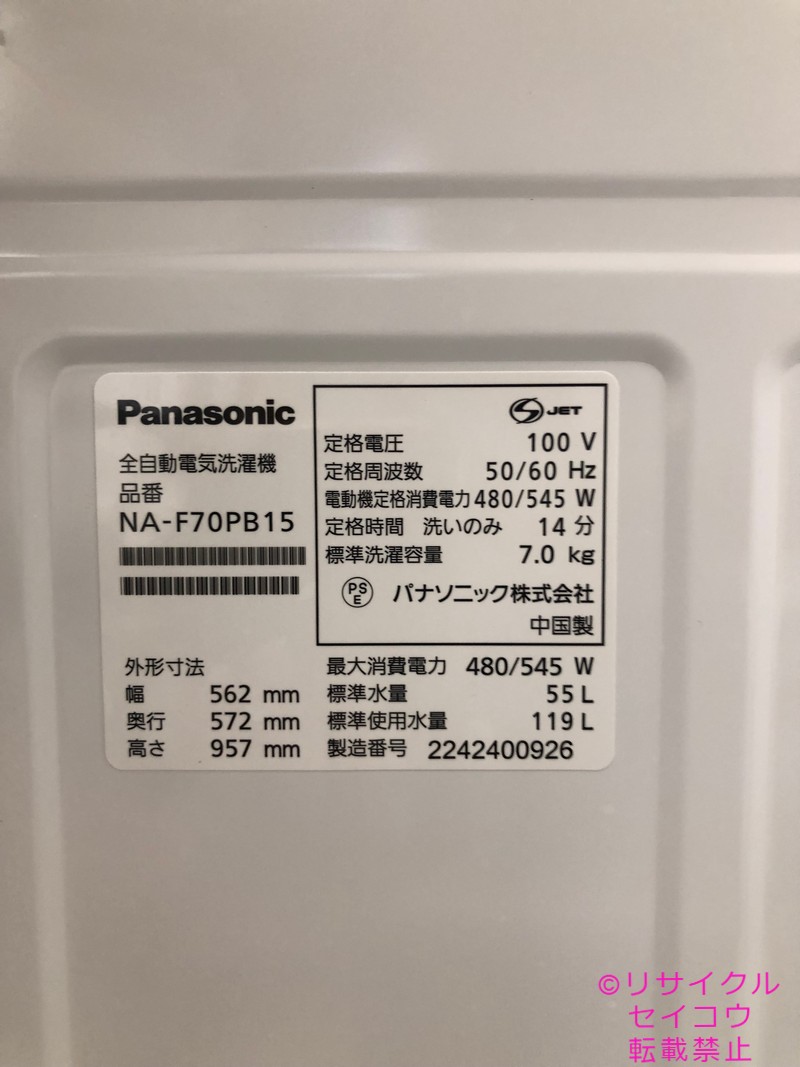 Panasonic
全自動電気洗濯機
品番
NA-F70PB15
JET
定格電圧 100 V
定格周波数 50/60 Hz
電動機定格消費電力 480/545 W
定格時間 洗いのみ 14 分
標準洗濯容量 7.0 kg
PS
E パナソニック株式会社
中国製
外形寸法
幅 562 mm
奥行 572 mm
高さ 957 mm
最大消費電力 480/545 W
標準水量 55 L
標準使用水量 119 L
製造番号 2242400926
©リサイクル
セイコウ
転載禁止